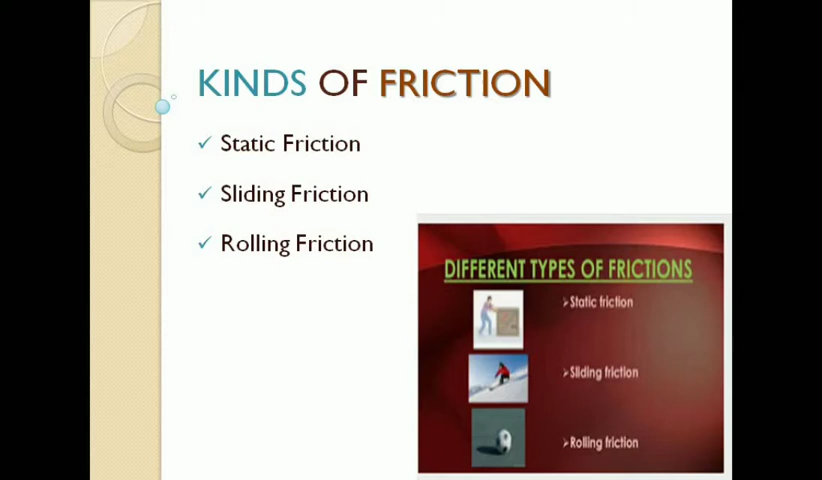 KINDS OF FRICTION
✓ Static Friction
✓ Sliding Friction
✓ Rolling Friction
DIFFERENT TYPES OF FRICTIONS
➢Static friction
➢Sliding friction
➢Rolling friction